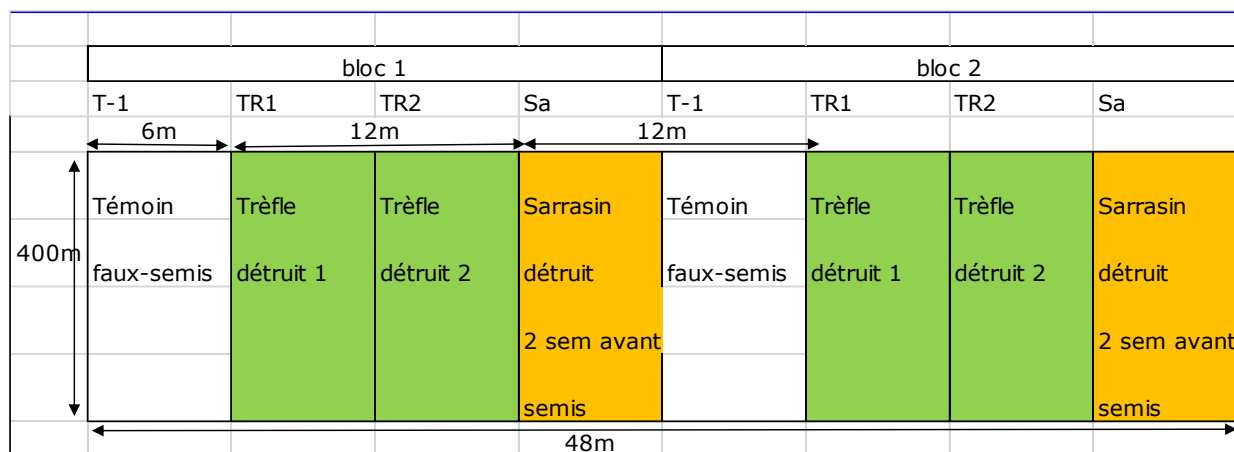 bloc 1 bloc 2
T-1 TR1 TR2 Sa T-1 TR1 TR2 Sa
6m 12m 12m
Témoin Trèfle Trèfle Sarrasin Témoin Trèfle Trèfle Sarrasin
400m faux-semis détruit 1 détruit 2 détruit faux-semis détruit 1 détruit 2 détruit
2 sem avant 2 sem avant
semis semis
48m